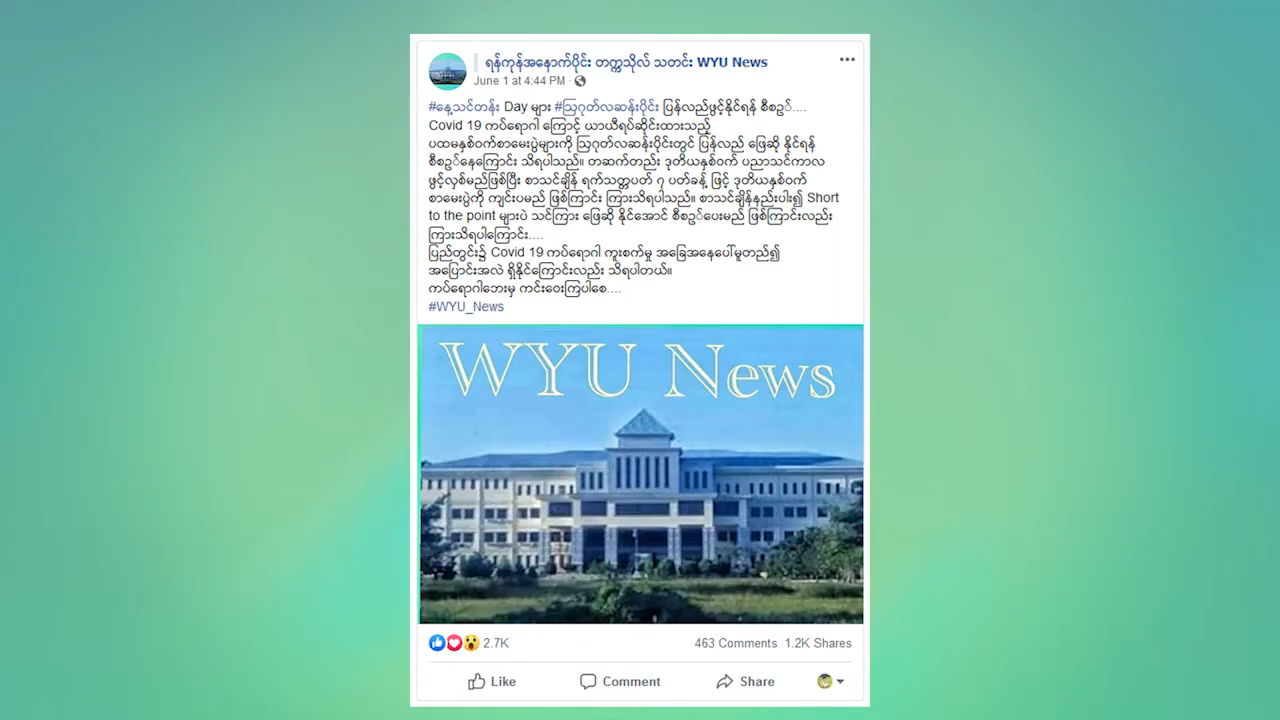 ရန်ကုန်အနောက်ပိုင်း တက္ကသိုလ် သတင်း WYU News
June 1 at 4:44 PM ·
#နေ့သင်တန်း Day များ #ဩဂုတ်လဆန်းပိုင်း ပြန်လည်ဖွင့်နိုင်ရန် စီစဥ်....
Covid 19 ကပ်ရောဂါ ကြောင့် ယာယီရပ်ဆိုင်းထားသည့်
ပထမနှစ်ဝက်စာမေးပွဲများကို ဩဂုတ်လဆန်းပိုင်းတွင် ပြန်လည် ဖြေဆို နိုင်ရန်
စီစဥ်နေကြောင်း သိရပါသည်။ တဆက်တည်း ဒုတိယနှစ်ဝက် ပညာသင်ကာလ
ဖွင့်လှစ်မည်ဖြစ်ပြီး စာသင်ချိန် ရက်သတ္တပတ် ၇ ပတ်ခန့် ဖြင့် ဒုတိယနှစ်ဝက်
စာမေးပွဲကို ကျင်းပမည် ဖြစ်ကြောင်း ကြားသိရပါသည်။ စာသင်ချိန်နည်းပါး၍ Short
to the point များပဲ သင်ကြား ဖြေဆို နိုင်အောင် စီစဥ်ပေးမည် ဖြစ်ကြောင်းလည်း
ကြားသိရပါကြောင်း....
ပြည်တွင်း၌ Covid 19 ကပ်ရောဂါ ကူးစက်မှု အခြေအနေပေါ်မူတည်၍
အပြောင်းအလဲ ရှိနိုင်ကြောင်းလည်း သိရပါတယ်။
ကပ်ရောဂါဘေးမှ ကင်းဝေးကြပါစေ....
#WYU_News
WYU News
2.7K 463 Comments 1.2K Shares
Like Comment Share